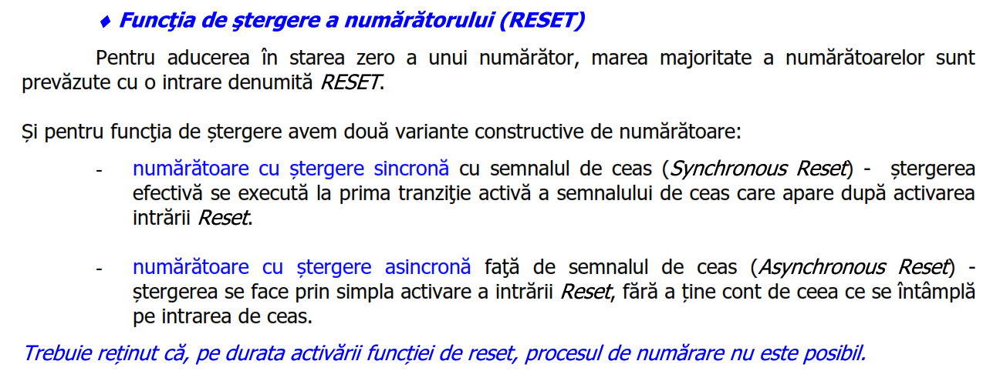 ♦ Funcţia de ştergere a numărătorului (RESET)
Pentru aducerea în starea zero a unui numărător, marea majoritate a numărătoarelor sunt
prevăzute cu o intrare denumită RESET.
Și pentru funcţia de ștergere avem două variante constructive de numărătoare:
- numărătoare cu ștergere sincronă cu semnalul de ceas (Synchronous Reset) - ștergerea
efectivă se execută la prima tranziţie activă a semnalului de ceas care apare după activarea
intrării Reset.
- numărătoare cu ștergere asincronă faţă de semnalul de ceas (Asynchronous Reset) -
ștergerea se face prin simpla activare a intrării Reset, fără a ține cont de ceea ce se întâmplă
pe intrarea de ceas.
Trebuie reținut că, pe durata activării funcției de reset, procesul de numărare nu este posibil.